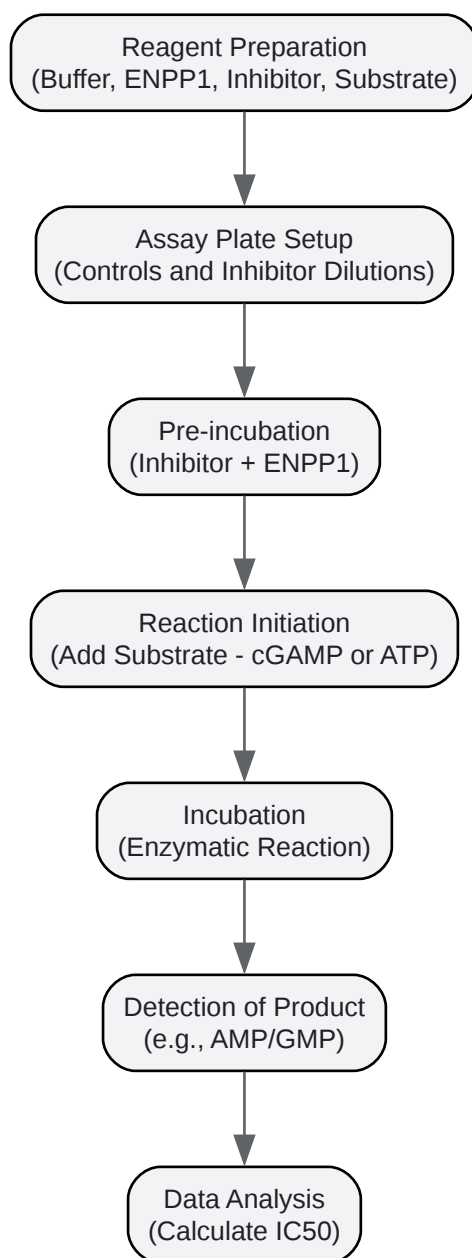 Reagent Preparation
(Buffer, ENPP1, Inhibitor, Substrate)
Assay Plate Setup
(Controls and Inhibitor Dilutions)
Pre-incubation
(Inhibitor + ENPP1)
Reaction Initiation
(Add Substrate - cGAMP or ATP)
Incubation
(Enzymatic Reaction)
Detection of Product
(e.g., AMP/GMP)
Data Analysis
(Calculate IC50)